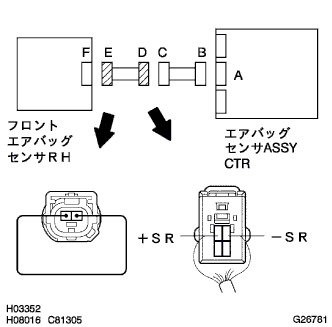 F E D C B
A
フロント
エアバッグ
センサRH
エアバッグ
センサASSY
CTR
+SR
-SR
H03352
H08016 C81305
G26781